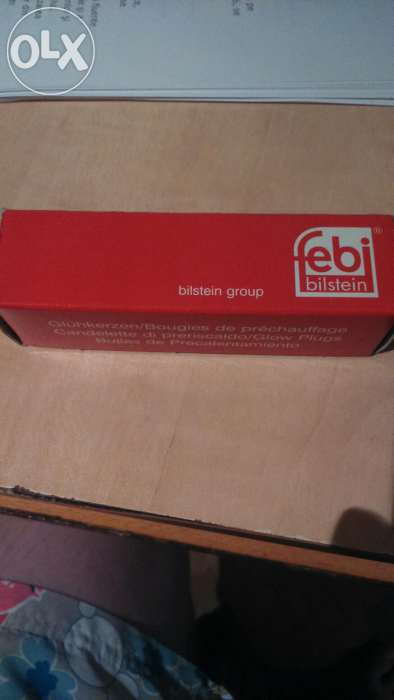 OLX
febi®
bilstein
bilstein group
Glühkerzen/Bougies de préchauffage
Candelette di preriscaldo/Glow Plugs
Bujías de Precalentamiento